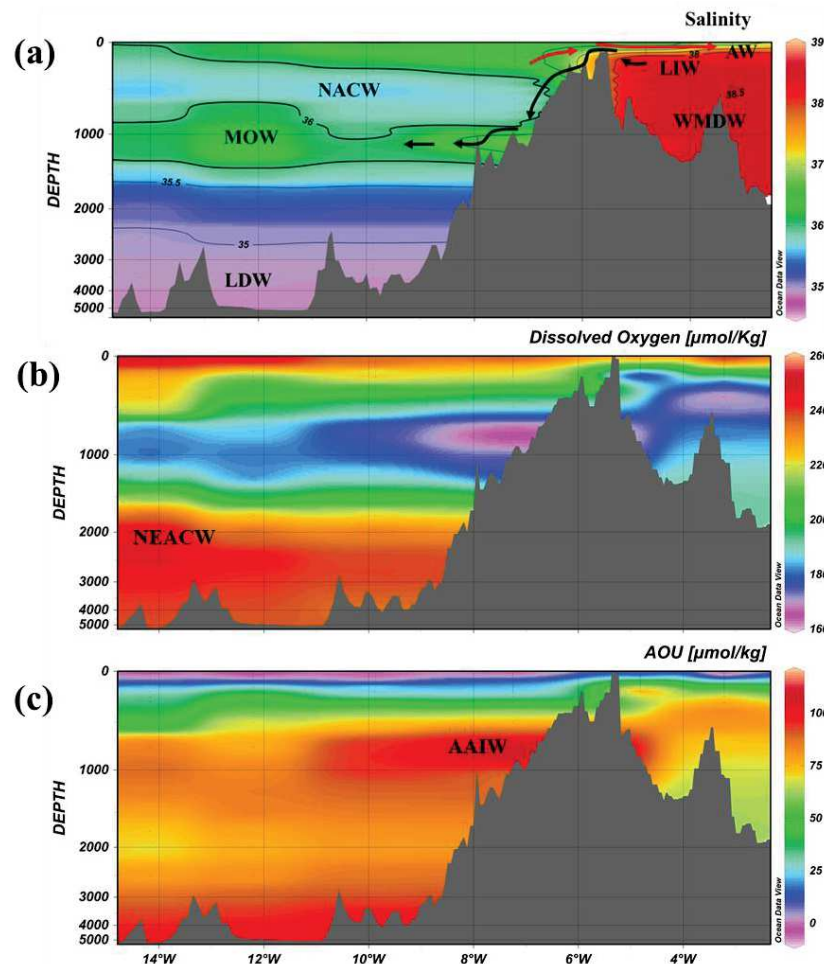 Salinity
(a)
0
1000
2000
3000
4000
5000
DEPTH
NACW
MOW
LDW
36
35.5
35
AW
38
LIW
38.5
WMDW
39
38
37
36
35
Ocean Data View
Dissolved Oxygen [µmol/Kg]
(b)
0
1000
2000
3000
4000
5000
DEPTH
NEACW
260
240
220
200
180
160
Ocean Data View
AOU [µmol/kg]
(c)
0
1000
2000
3000
4000
5000
DEPTH
AAIW
100
75
50
25
0
Ocean Data View
14°W 12°W 10°W 8°W 6°W 4°W